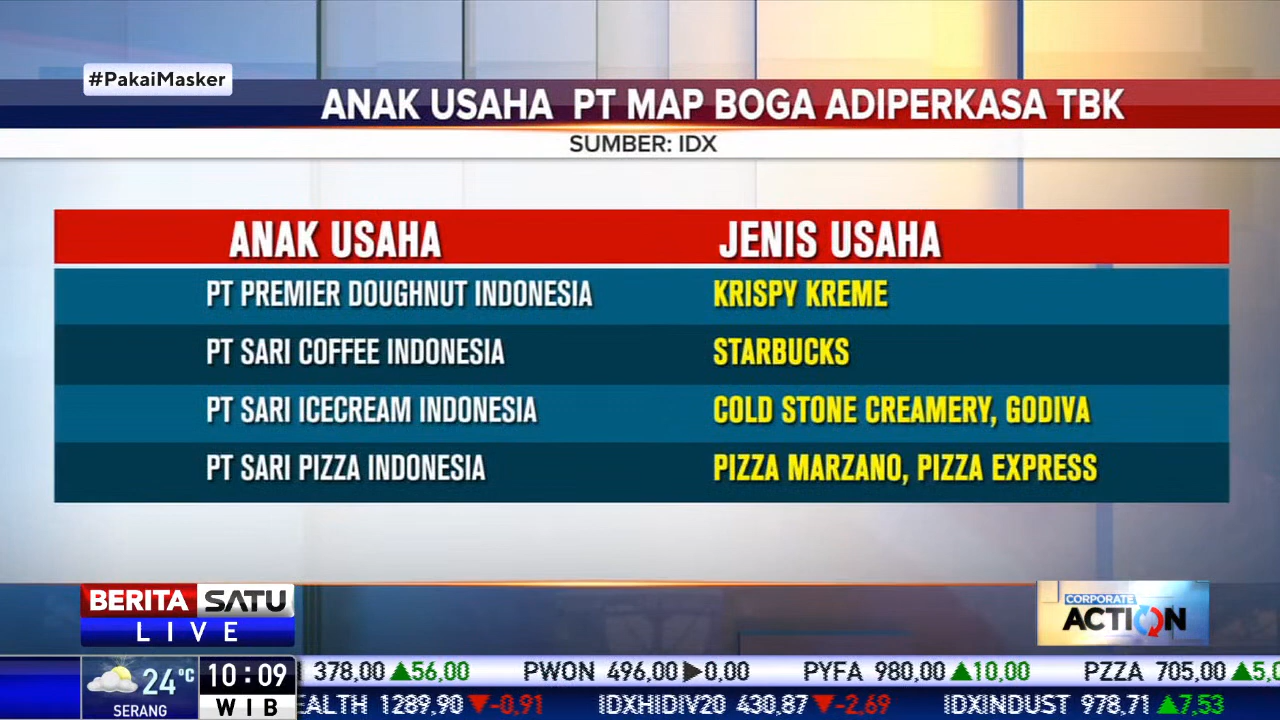 #PakaiMasker
ANAK USAHA PT MAP BOGA ADIPERKASA TBK
SUMBER: IDX
ANAK USAHA JENIS USAHA
PT PREMIER DOUGHNUT INDONESIA KRISPY KREME
PT SARI COFFEE INDONESIA STARBUCKS
PT SARI ICECREAM INDONESIA COLD STONE CREAMERY, GODIVA
PT SARI PIZZA INDONESIA PIZZA MARZANO, PIZZA EXPRESS
BERITA SATU
LIVE
CORPORATE
ACTION
24°C
SERANG
10:09
WIB
378,00 ▲56,00 PWON 496,00 ▶0,00 PYFA 980,00 ▲10,00 PZZA 705,00 ▲5,0
EALTH 1289,90 ▼-0,91 IDXHIDIV20 430,87 ▼-2,69 IDXINDUST 978,71 ▲7,53